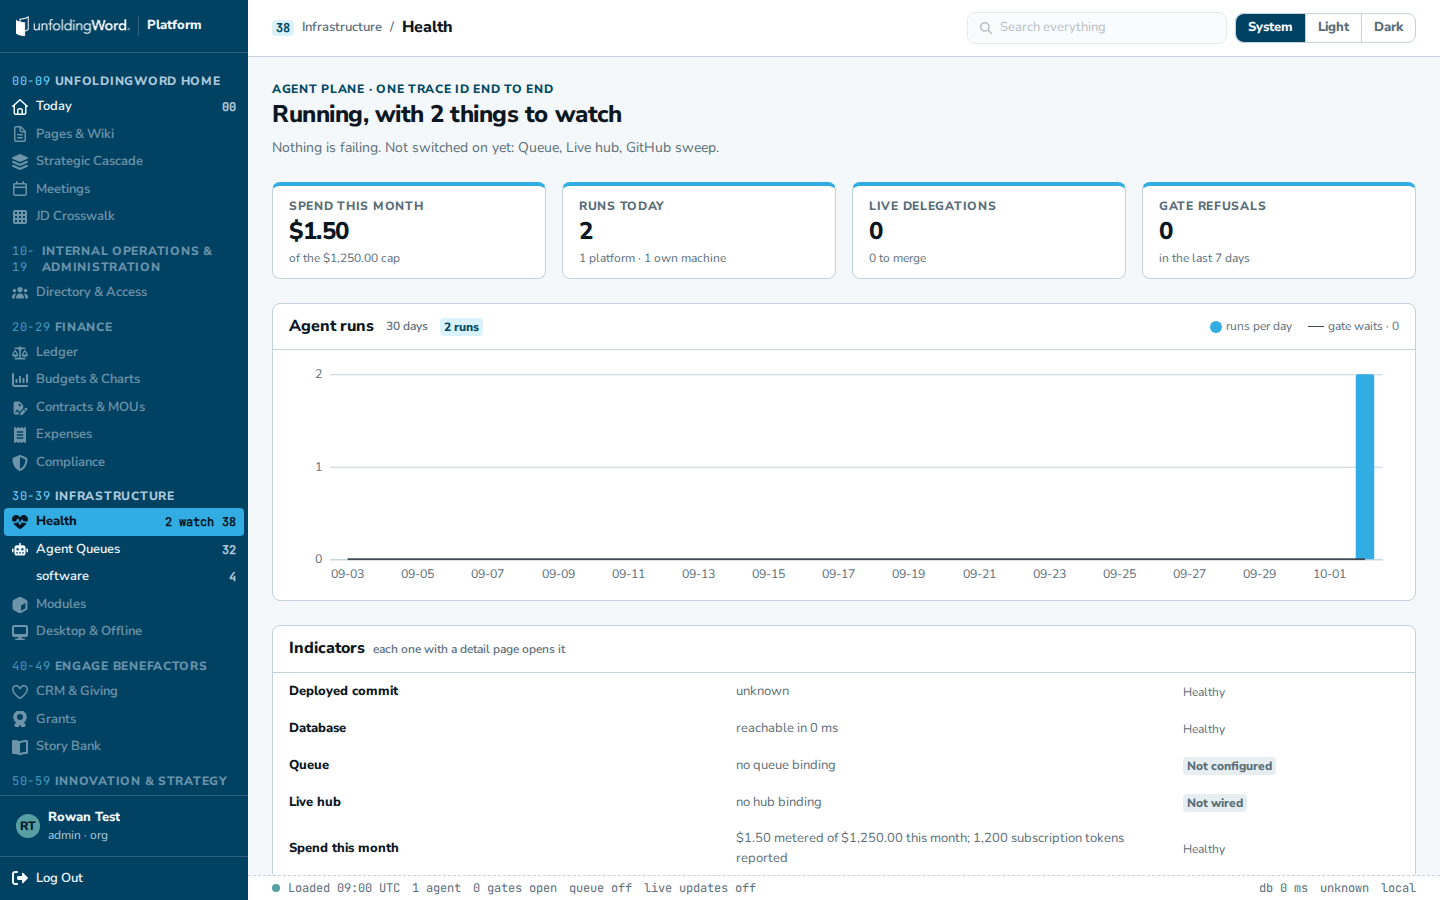 unfoldingWord. Platform
00-09 UNFOLDINGWORD HOME
Today 00
Pages & Wiki
Strategic Cascade
Meetings
JD Crosswalk
10-19 INTERNAL OPERATIONS & ADMINISTRATION
Directory & Access
20-29 FINANCE
Ledger
Budgets & Charts
Contracts & MOUs
Expenses
Compliance
30-39 INFRASTRUCTURE
Health 2 watch 38
Agent Queues 32
software 4
Modules
Desktop & Offline
40-49 ENGAGE BENEFACTORS
CRM & Giving
Grants
Story Bank
50-59 INNOVATION & STRATEGY
RT Rowan Test
admin · org
Log Out
38 Infrastructure / Health
Search everything
System Light Dark
AGENT PLANE · ONE TRACE ID END TO END
Running, with 2 things to watch
Nothing is failing. Not switched on yet: Queue, Live hub, GitHub sweep.
SPEND THIS MONTH
$1.50
of the $1,250.00 cap
RUNS TODAY
2
1 platform · 1 own machine
LIVE DELEGATIONS
0
0 to merge
GATE REFUSALS
0
in the last 7 days
Agent runs 30 days 2 runs
runs per day gate waits · 0
2
1
0
09-03 09-05 09-07 09-09 09-11 09-13 09-15 09-17 09-19 09-21 09-23 09-25 09-27 09-29 10-01
Indicators each one with a detail page opens it
Deployed commit unknown Healthy
Database reachable in 0 ms Healthy
Queue no queue binding Not configured
Live hub no hub binding Not wired
Spend this month $1.50 metered of $1,250.00 this month; 1,200 subscription tokens reported Healthy
Loaded 09:00 UTC 1 agent 0 gates open queue off live updates off
db 0 ms unknown local